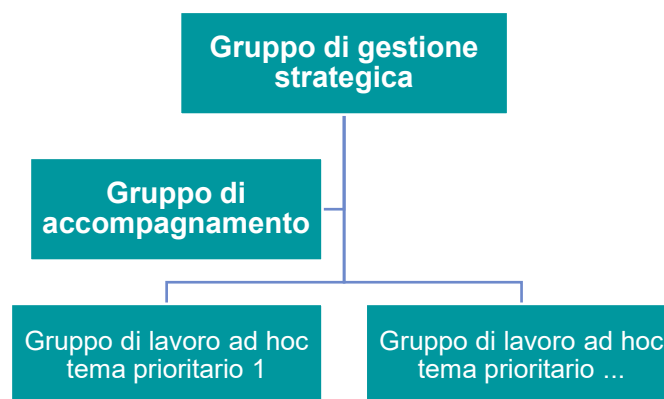 Gruppo di gestione
strategica
Gruppo di
accompagnamento
Gruppo di lavoro ad hoc
tema prioritario 1
Gruppo di lavoro ad hoc
tema prioritario ...